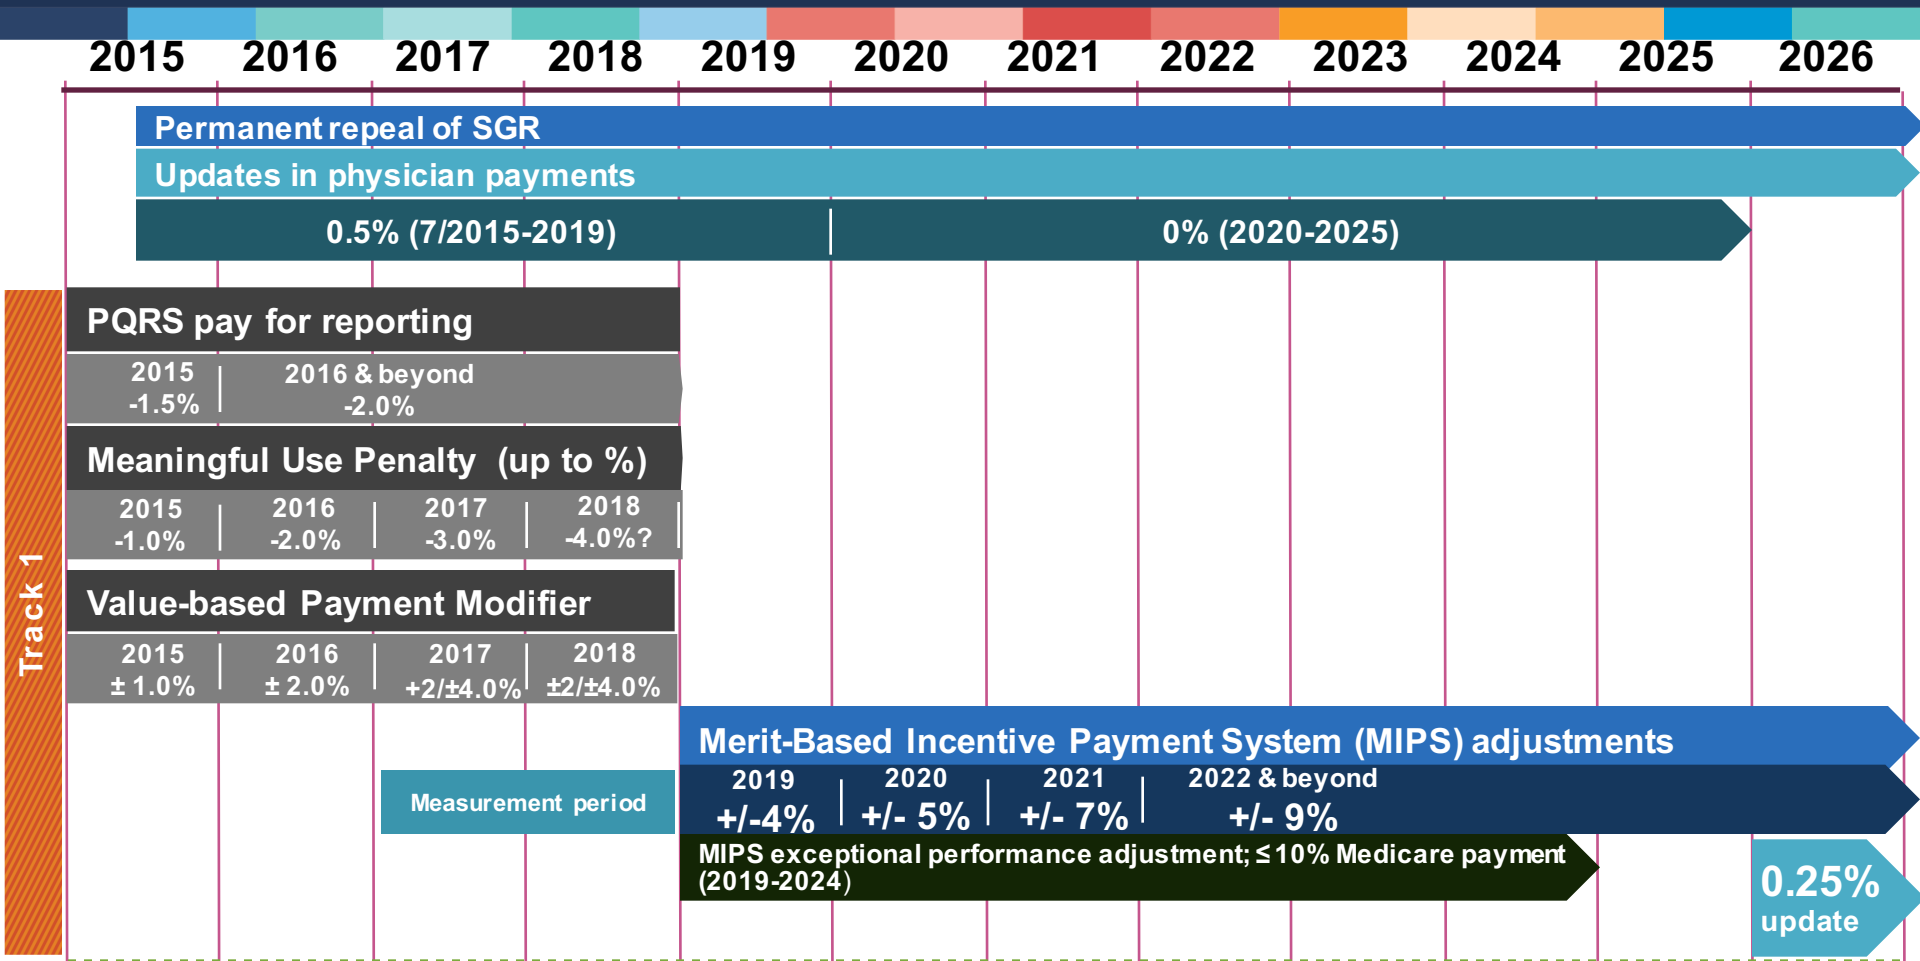 2015 2016 2017 2018 2019 2020 2021 2022 2023 2024 2025 2026
Permanent repeal of SGR
Updates in physician payments
0.5% (7/2015-2019) 0% (2020-2025)
Track 1
PQRS pay for reporting
2015 2016 & beyond
-1.5% -2.0%
Meaningful Use Penalty (up to %)
2015 2016 2017 2018
-1.0% -2.0% -3.0% -4.0%?
Value-based Payment Modifier
2015 2016 2017 2018
± 1.0% ± 2.0% +2/±4.0% ±2/±4.0%
Merit-Based Incentive Payment System (MIPS) adjustments
Measurement period
2019 2020 2021 2022 & beyond
+/-4% +/- 5% +/- 7% +/- 9%
MIPS exceptional performance adjustment; ≤ 10% Medicare payment
(2019-2024)
0.25%
update